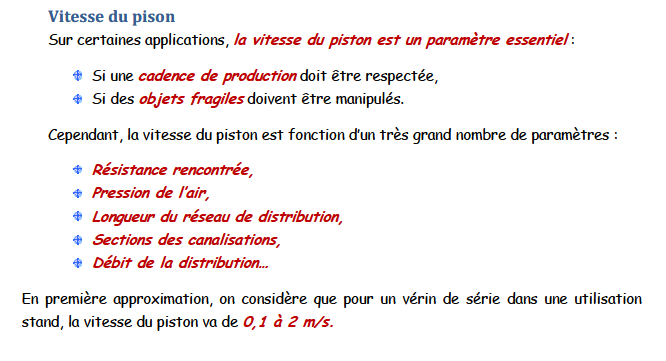 Vitesse du pison
Sur certaines applications, la vitesse du piston est un paramètre essentiel :
Si une cadence de production doit être respectée,
Si des objets fragiles doivent être manipulés.
Cependant, la vitesse du piston est fonction d'un très grand nombre de paramètres :
Résistance rencontrée,
Pression de l'air,
Longueur du réseau de distribution,
Sections des canalisations,
Débit de la distribution...
En première approximation, on considère que pour un vérin de série dans une utilisation
stand, la vitesse du piston va de 0,1 à 2 m/s.